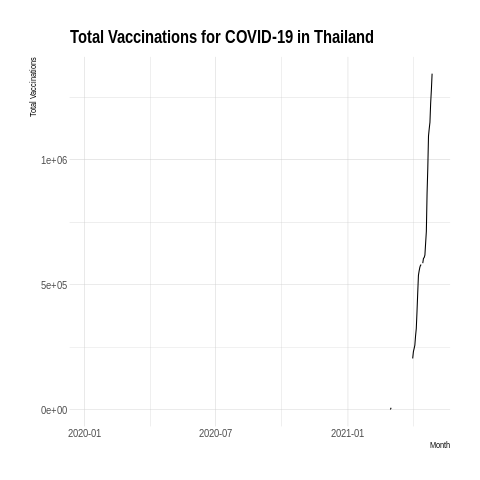 Total Vaccinations for COVID-19 in Thailand
Total Vaccinations
1e+06
5e+05
0e+00
2020-01 2020-07 2021-01
Month